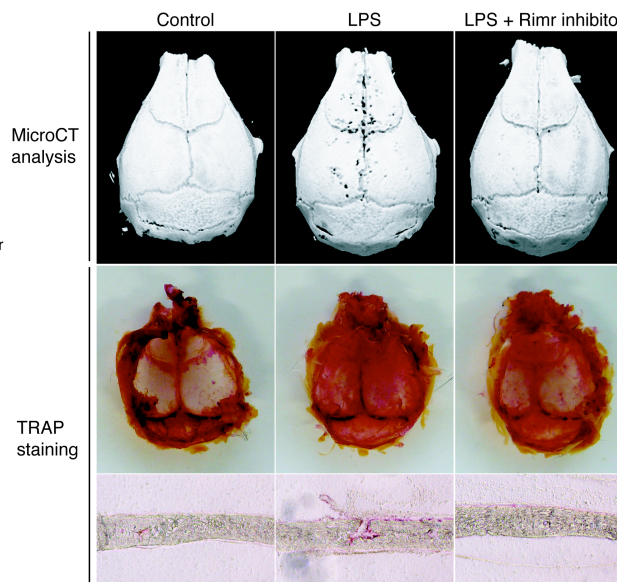 Control
LPS
LPS + Rimr inhibito
MicroCT
analysis
r
TRAP
staining